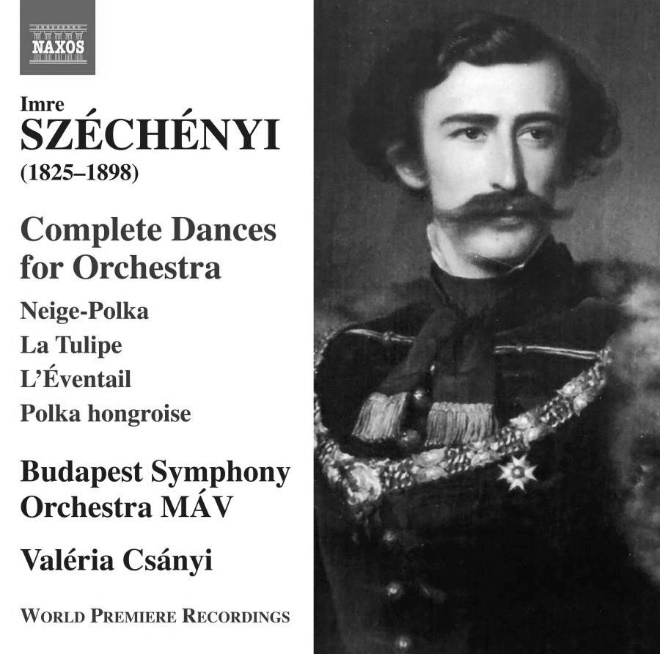 NAXOS
Imre
SZÉCHÉNYI
(1825–1898)
Complete Dances
for Orchestra
Neige-Polka
La Tulipe
L’Éventail
Polka hongroise
Budapest Symphony
Orchestra MÁV
Valéria Csányi
WORLD PREMIERE RECORDINGS